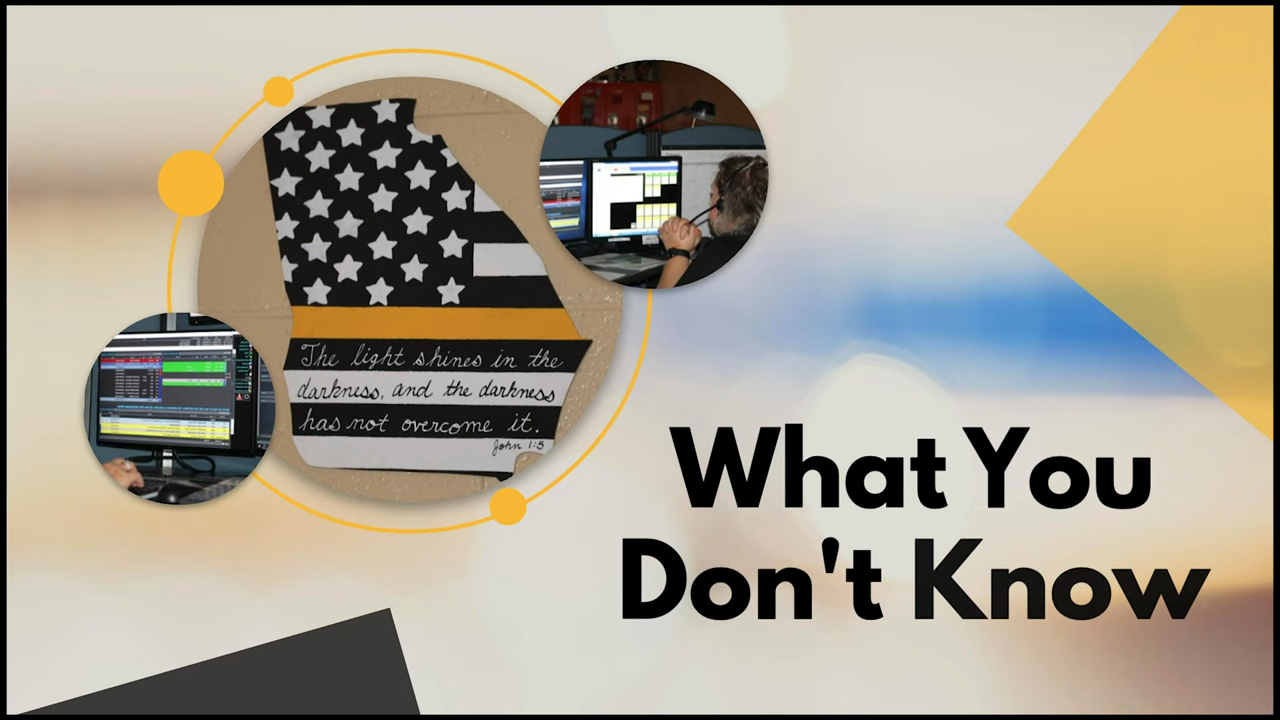 The light shines in the
darkness, and the darkness
has not overcome it.
John 1:5
What You
Don't Know